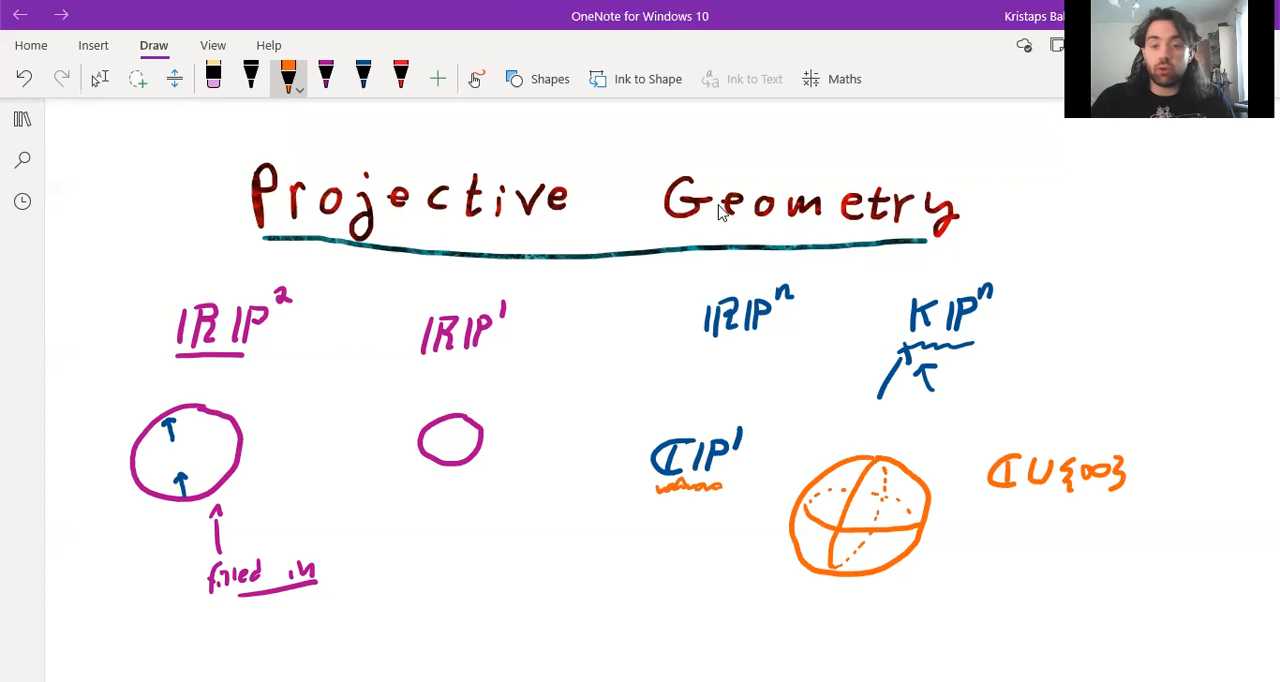 OneNote for Windows 10
Home Insert Draw View Help
Shapes Ink to Shape Ink to Text Maths
Projective Geometry
ℝℙ² ℝℙ¹ ℝℙⁿ Kℙⁿ
ℂℙ¹ ℂ∪{∞}
filled in